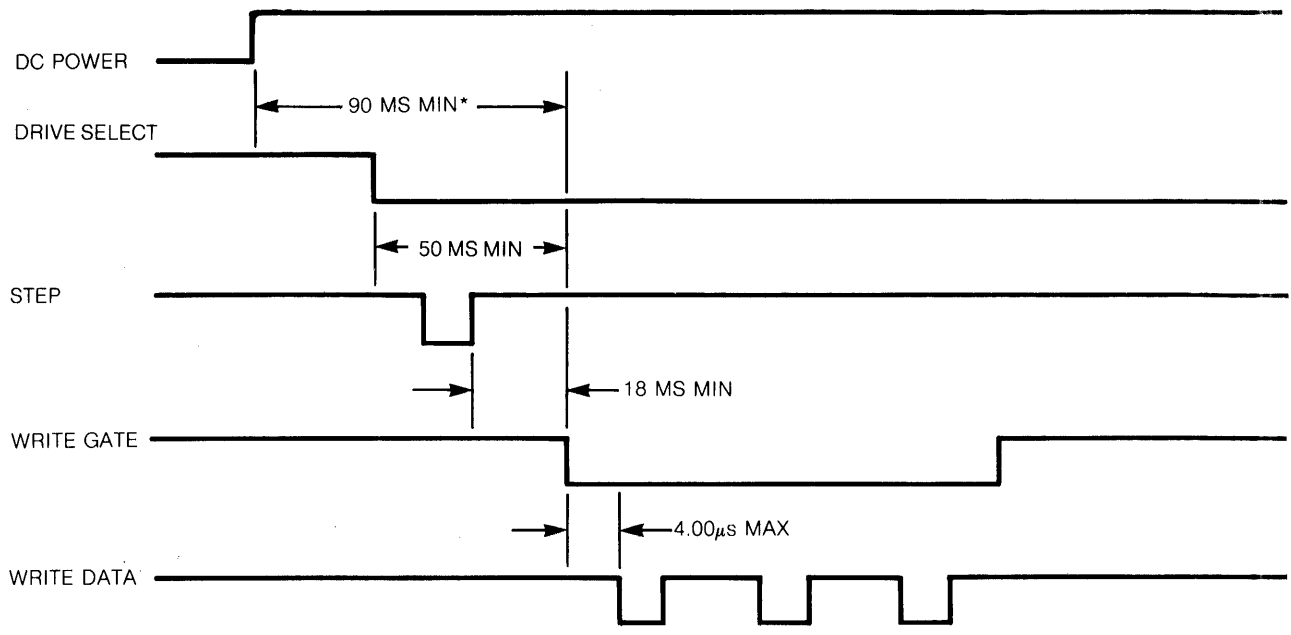 DC POWER
90 MS MIN*
DRIVE SELECT
50 MS MIN
STEP
18 MS MIN
WRITE GATE
4.00μs MAX
WRITE DATA